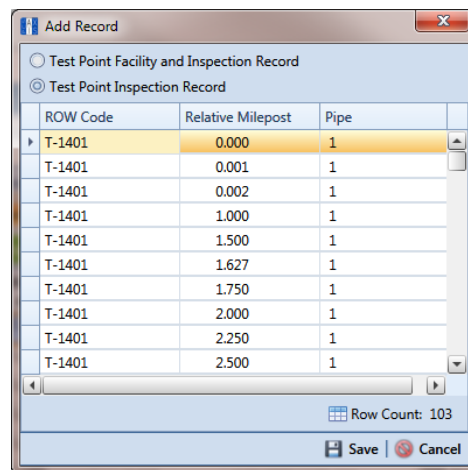 Add Record
Test Point Facility and Inspection Record
Test Point Inspection Record
ROW Code Relative Milepost Pipe
T-1401 0.000 1
T-1401 0.001 1
T-1401 0.002 1
T-1401 1.000 1
T-1401 1.500 1
T-1401 1.627 1
T-1401 1.750 1
T-1401 2.000 1
T-1401 2.250 1
T-1401 2.500 1
Row Count: 103
Save | Cancel